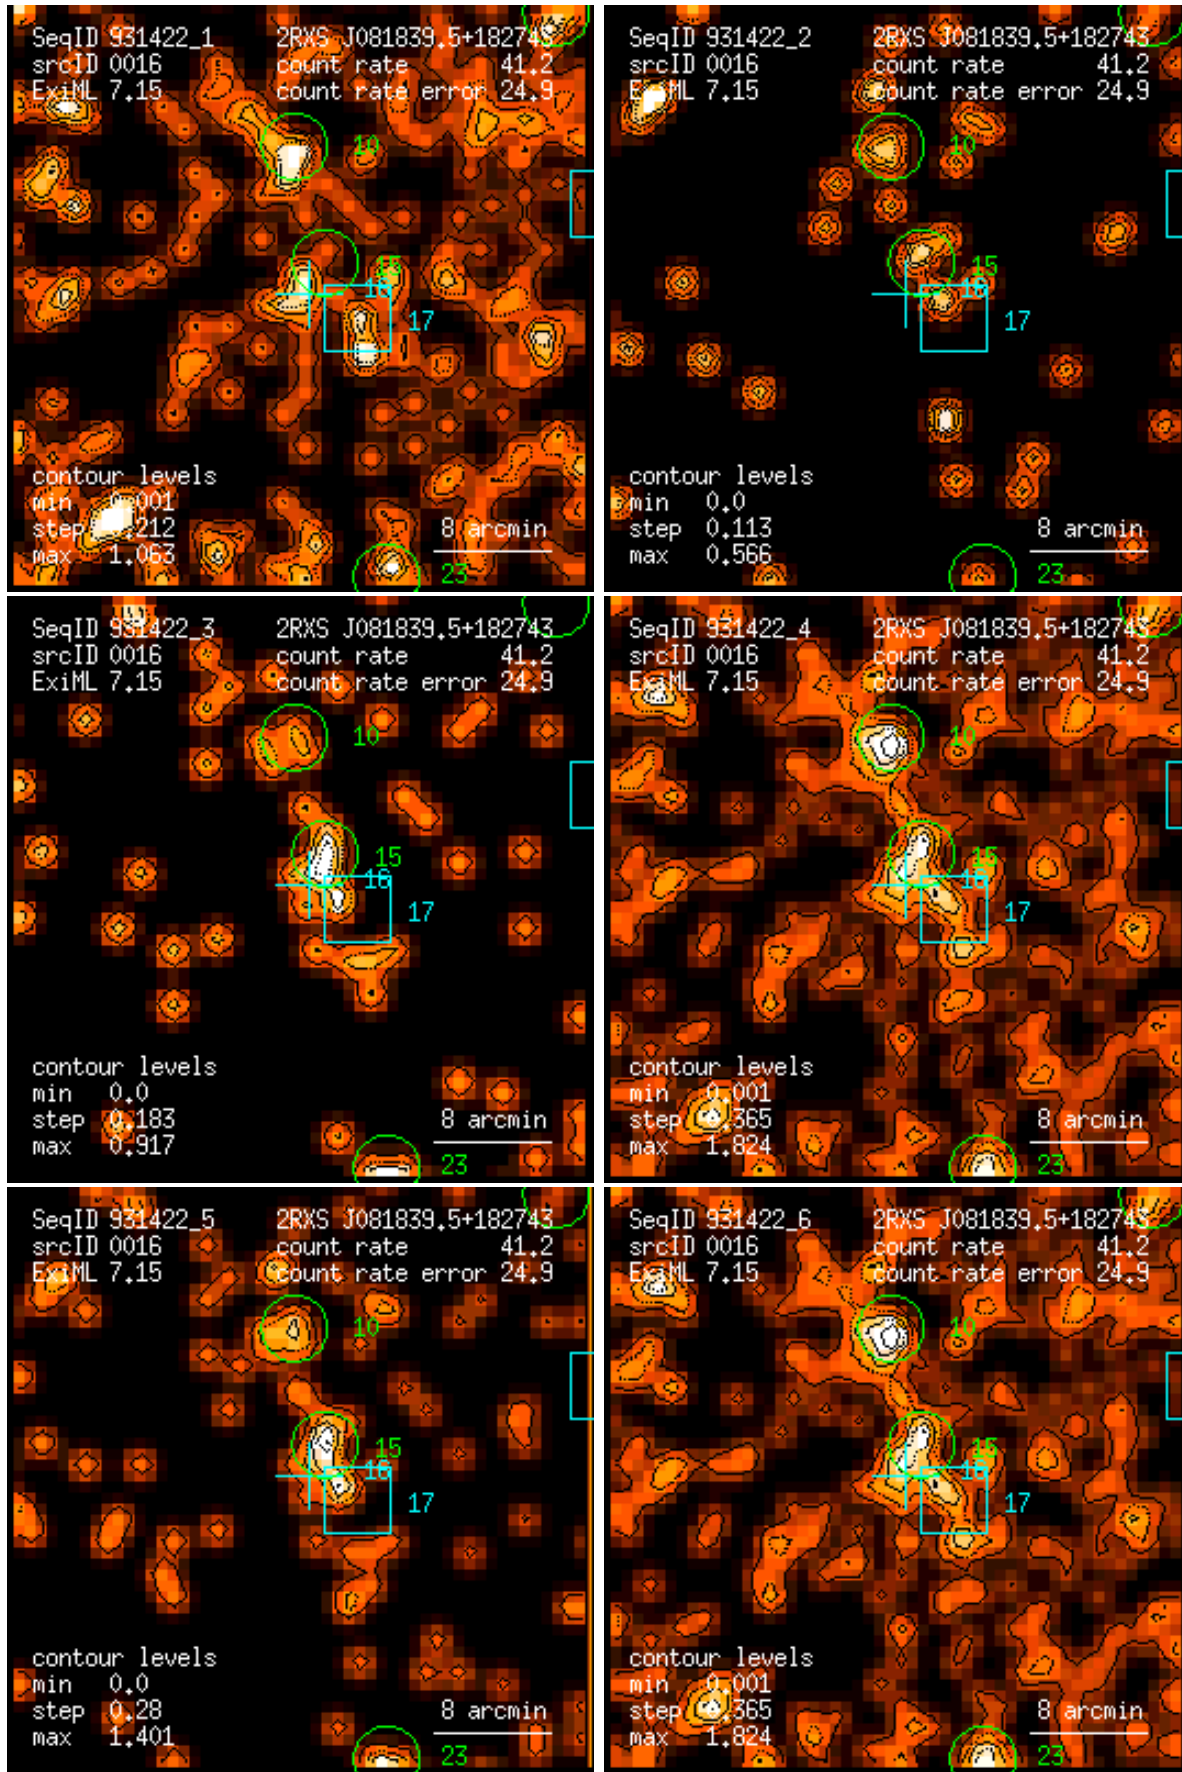 SeqID 931422_1 2RXS J081839.5+182743
srcID 0016 count rate 41.2
ExiML 7.15 count rate error 24.9
10
15
16
17
contour levels
min 0.001
step 0.212
max 1.063
8 arcmin
23
SeqID 931422_2 2RXS J081839.5+182743
srcID 0016 count rate 41.2
ExiML 7.15 count rate error 24.9
10
15
16
17
contour levels
min 0.0
step 0.113
max 0.566
8 arcmin
23
SeqID 931422_3 2RXS J081839.5+182743
srcID 0016 count rate 41.2
ExiML 7.15 count rate error 24.9
10
15
16
17
contour levels
min 0.0
step 0.183
max 0.917
8 arcmin
23
SeqID 931422_4 2RXS J081839.5+182743
srcID 0016 count rate 41.2
ExiML 7.15 count rate error 24.9
10
15
16
17
contour levels
min 0.001
step 0.365
max 1.824
8 arcmin
23
SeqID 931422_5 2RXS J081839.5+182743
srcID 0016 count rate 41.2
ExiML 7.15 count rate error 24.9
10
15
16
17
contour levels
min 0.0
step 0.28
max 1.401
8 arcmin
23
SeqID 931422_6 2RXS J081839.5+182743
srcID 0016 count rate 41.2
ExiML 7.15 count rate error 24.9
10
15
16
17
contour levels
min 0.001
step 0.365
max 1.824
8 arcmin
23